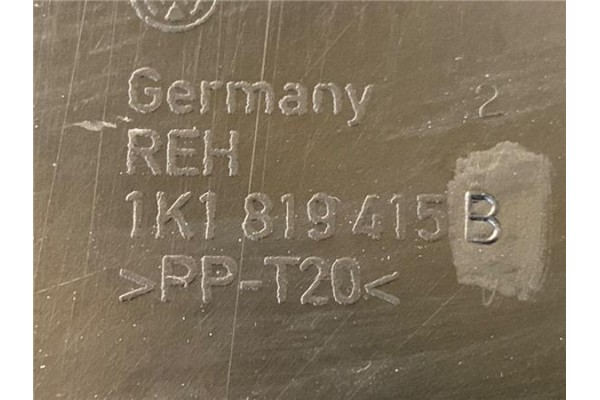 Germany 2
REH
1K1 819 415 B
>PP-T20<